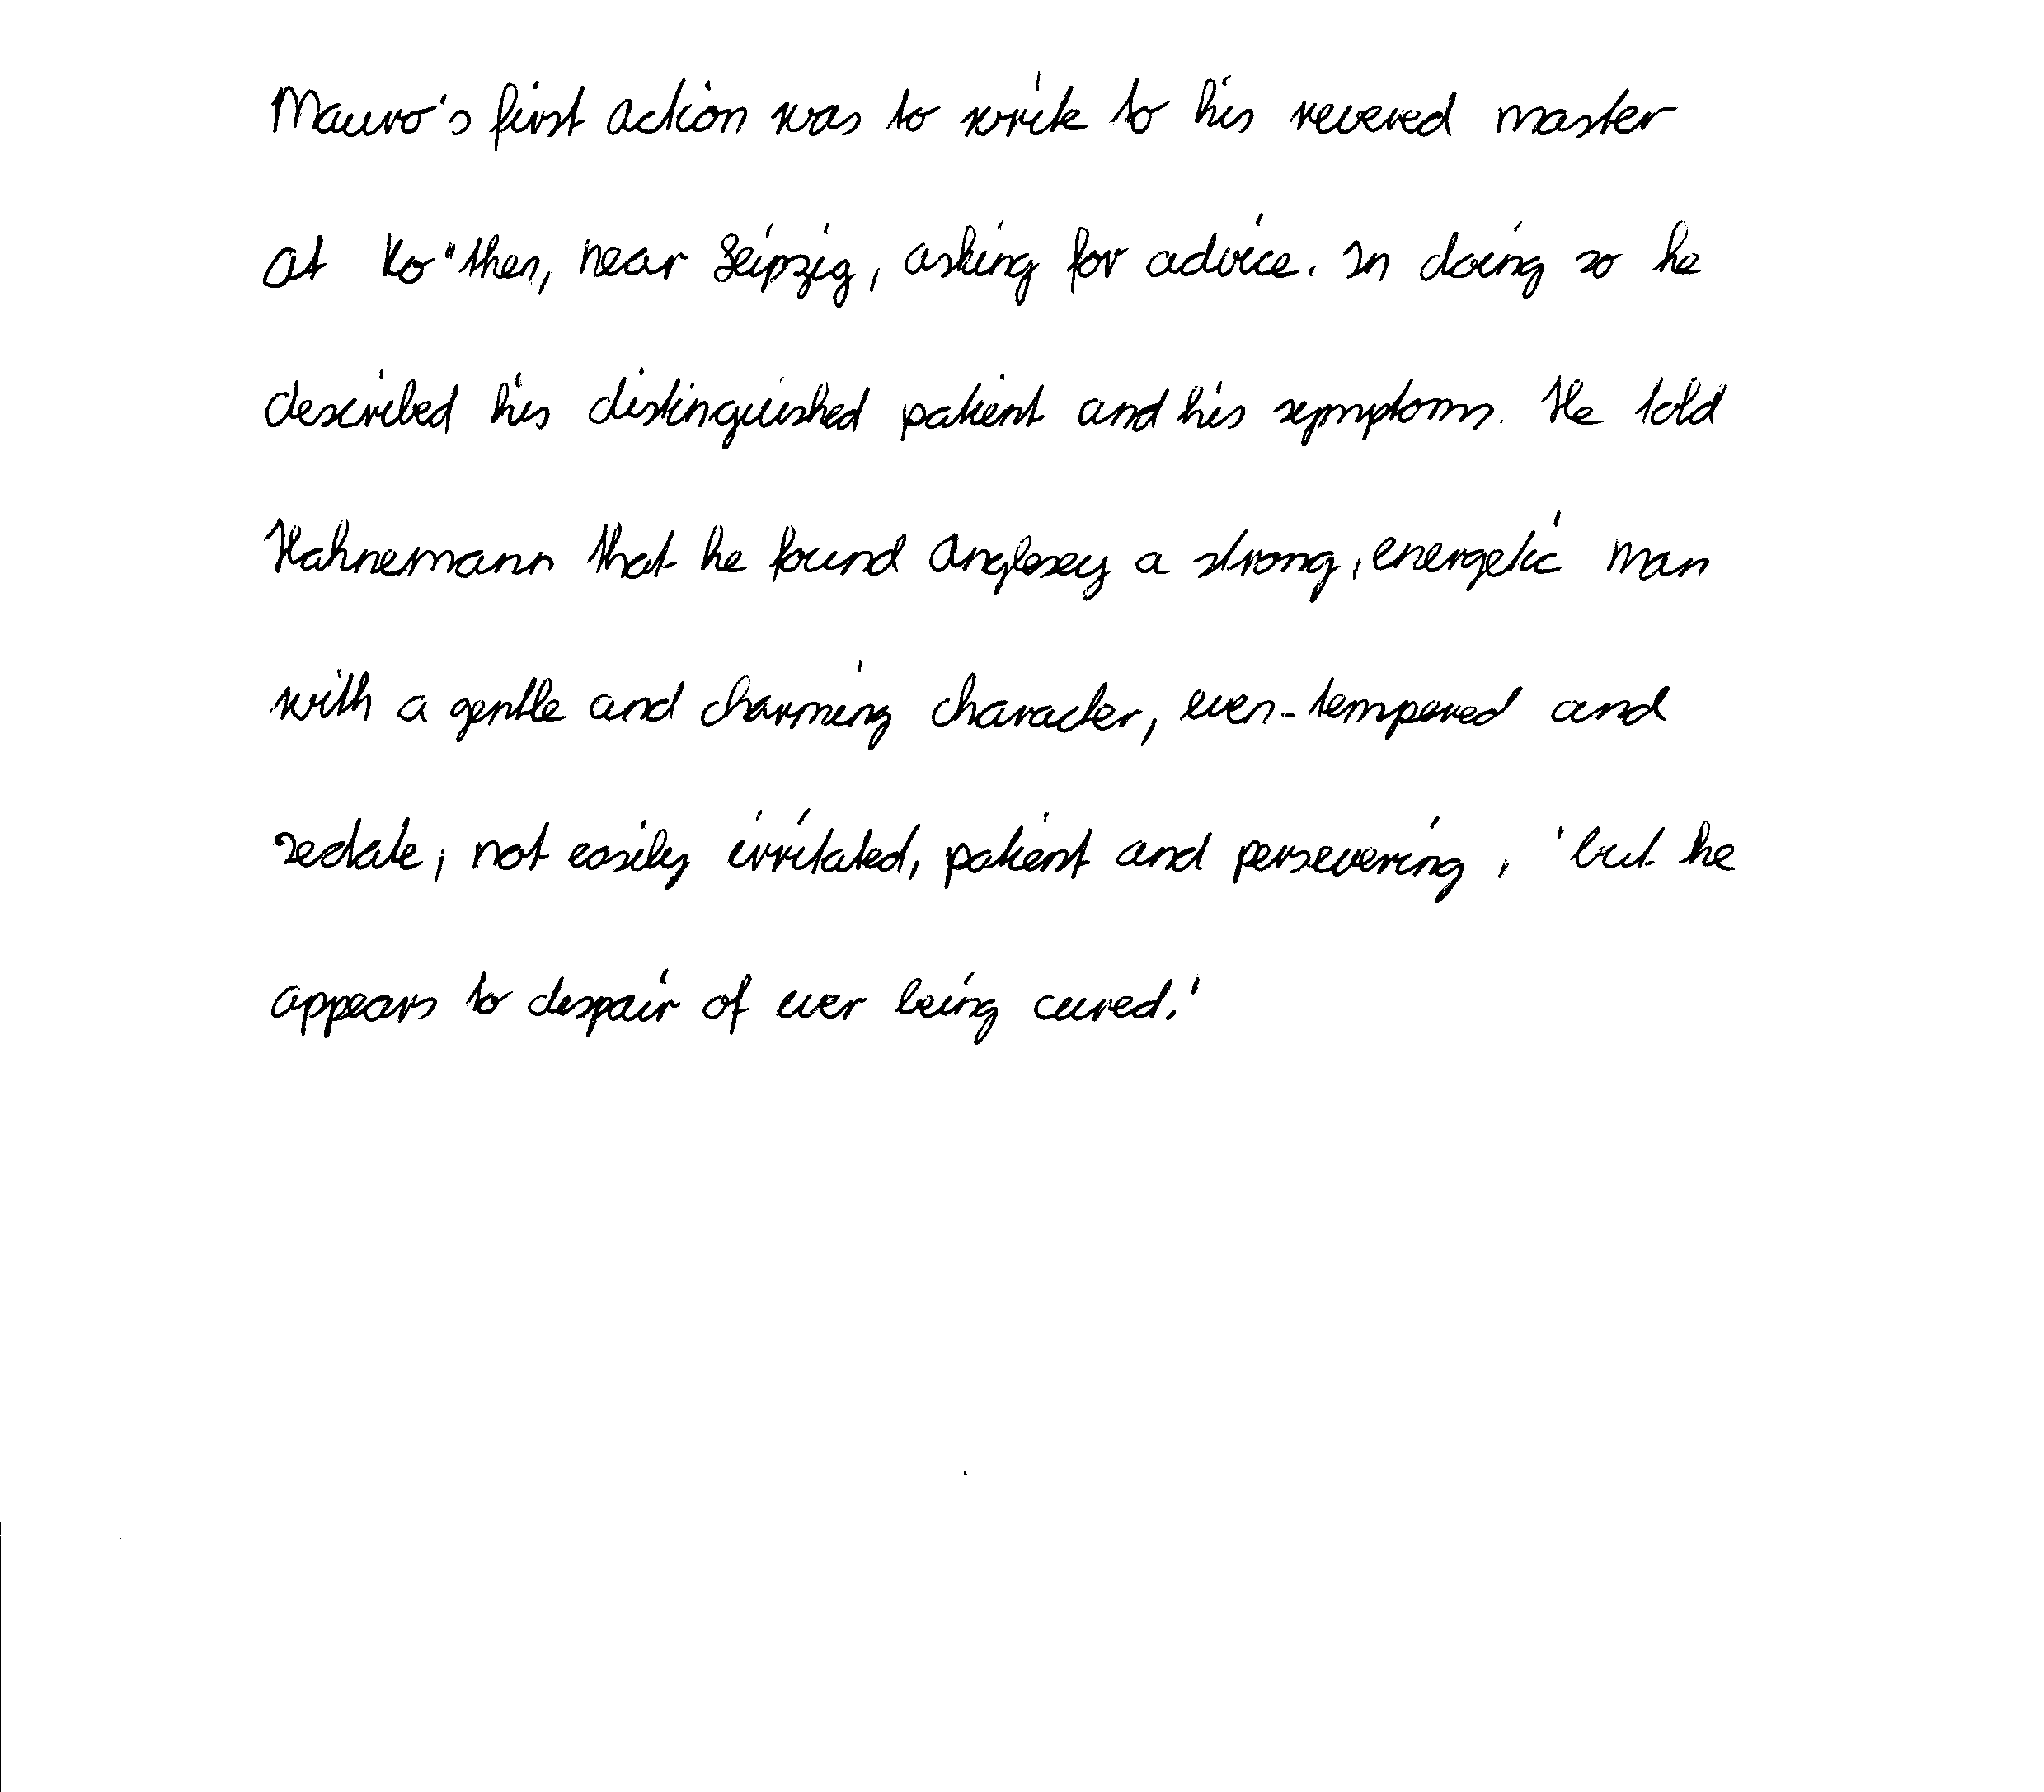 Mauro's first action was to write to his revered master
at Ko"then, near Leipzig, asking for advice. In doing so he
described his distinguished patient and his symptoms. He told
Hahnemann that he found Anglesey a strong, energetic man
with a gentle and charming character, even-tempered and
sedate, not easily irritated, patient and persevering, 'but he
appears to despair of ever being cured.'